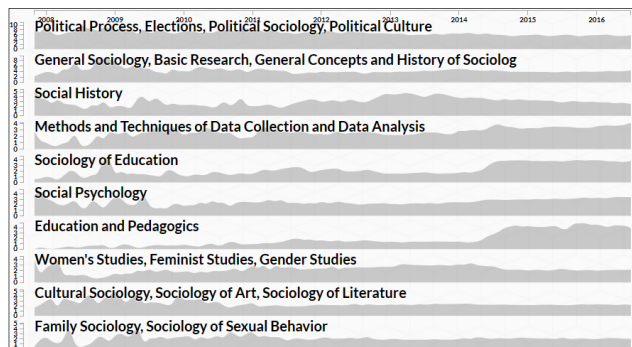 2008 2009 2010 2011 2012 2013 2014 2015 2016
Political Process, Elections, Political Sociology, Political Culture
General Sociology, Basic Research, General Concepts and History of Sociolog
Social History
Methods and Techniques of Data Collection and Data Analysis
Sociology of Education
Social Psychology
Education and Pedagogics
Women's Studies, Feminist Studies, Gender Studies
Cultural Sociology, Sociology of Art, Sociology of Literature
Family Sociology, Sociology of Sexual Behavior